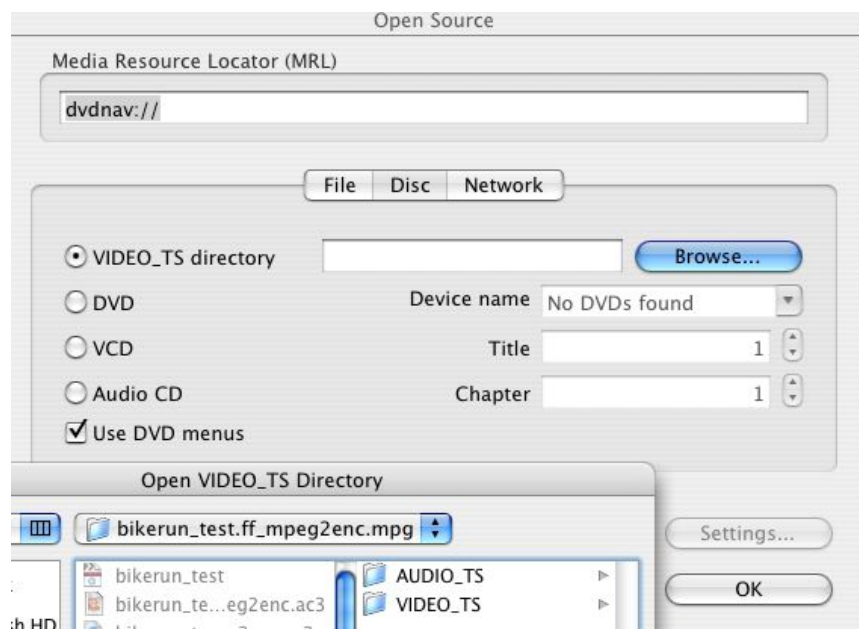 Open Source
Media Resource Locator (MRL)
dvdnav://
File Disc Network
VIDEO_TS directory Browse...
DVD Device name No DVDs found
VCD Title 1
Audio CD Chapter 1
Use DVD menus
Open VIDEO_TS Directory
bikerun_test.ff_mpeg2enc.mpg Settings...
bikerun_test AUDIO_TS
bikerun_te...eg2enc.ac3 VIDEO_TS OK
sh HD